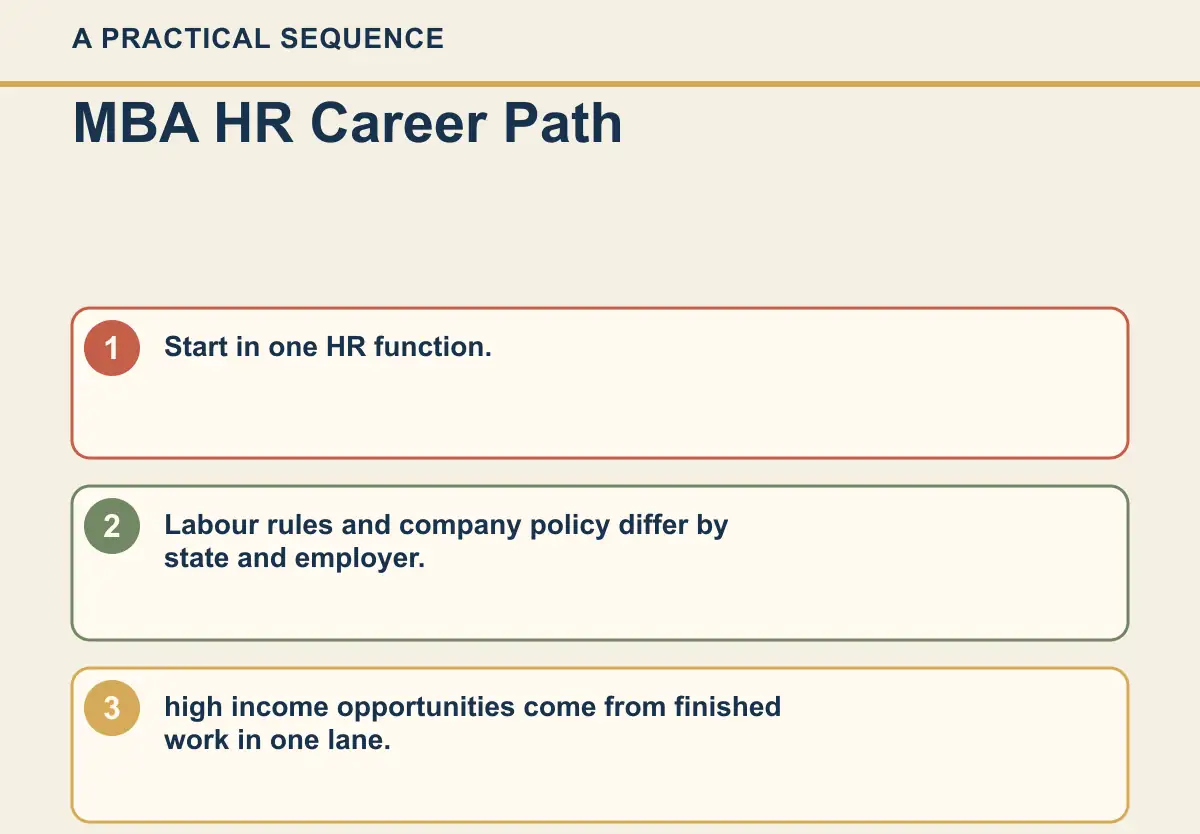 A PRACTICAL SEQUENCE
MBA HR Career Path
1
Start in one HR function.
2
Labour rules and company policy differ by
state and employer.
3
high income opportunities come from finished
work in one lane.